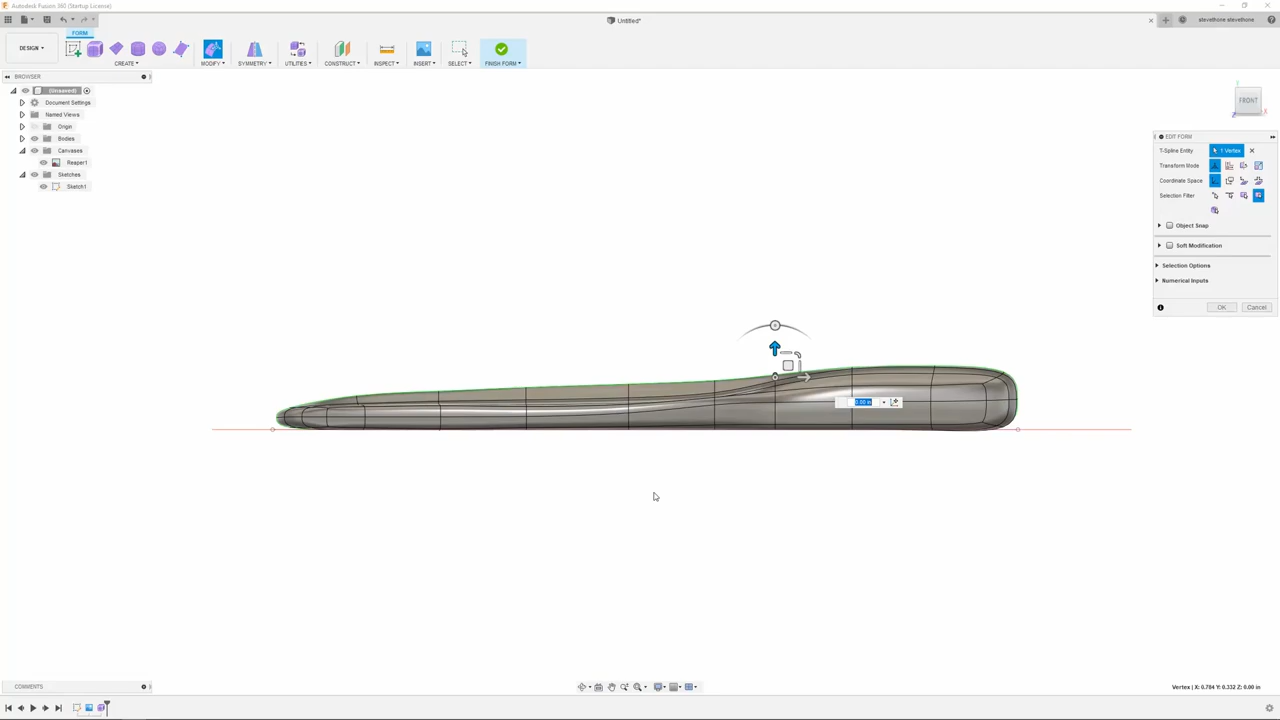 Autodesk Fusion 360 (Startup License)
Untitled*
stevethone stevethone
FORM
DESIGN
CREATE
MODIFY
SYMMETRY
UTILITIES
CONSTRUCT
INSPECT
INSERT
SELECT
FINISH FORM
BROWSER
(Unsaved)
Document Settings
Named Views
Origin
Bodies
Canvases
Reaper1
Sketches
Sketch1
FRONT
Y
Z
X
EDIT FORM
T-Spline Entity
1 Vertex
Transform Mode
Coordinate Space
Selection Filter
Object Snap
Soft Modification
Selection Options
Numerical Inputs
OK
Cancel
0.00 in
COMMENTS
Vertex | X: 0.784 Y: 0.332 Z: 0.00 in